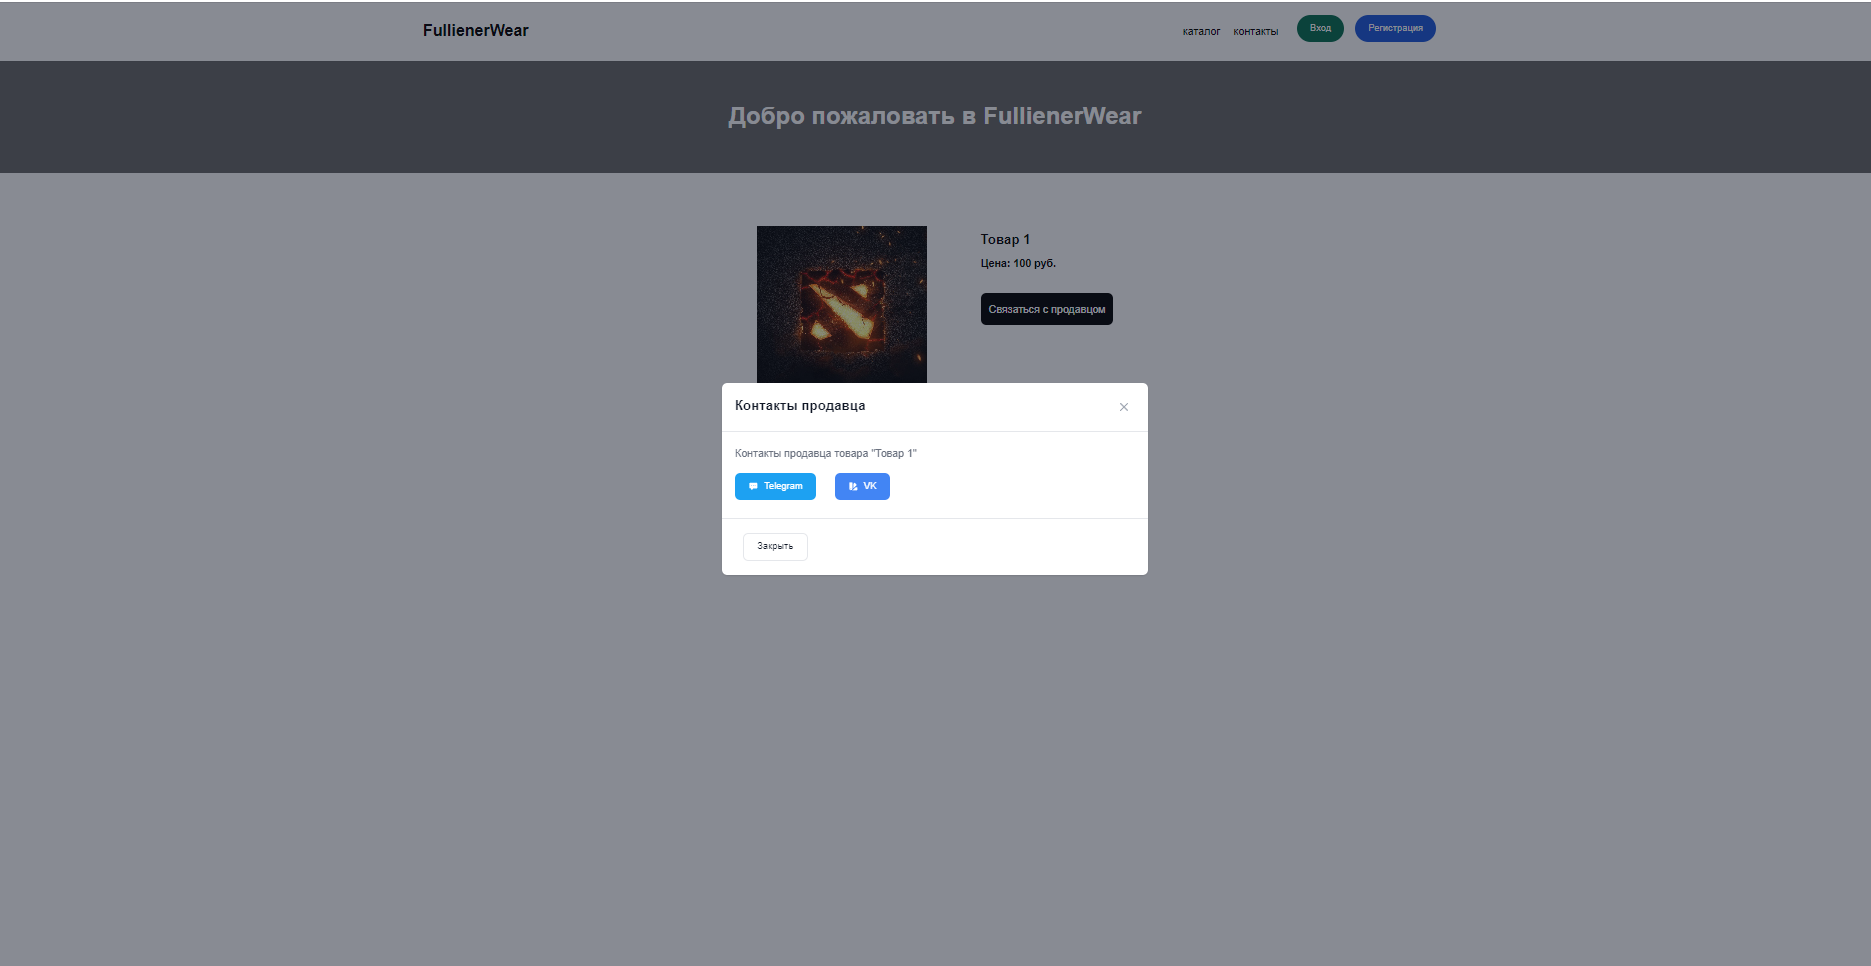 FullienerWear
каталог контакты Вход Регистрация
Добро пожаловать в FullienerWear
Товар 1
Цена: 100 руб.
Связаться с продавцом
Контакты продавца
Контакты продавца товара "Товар 1"
Telegram VK
Закрыть